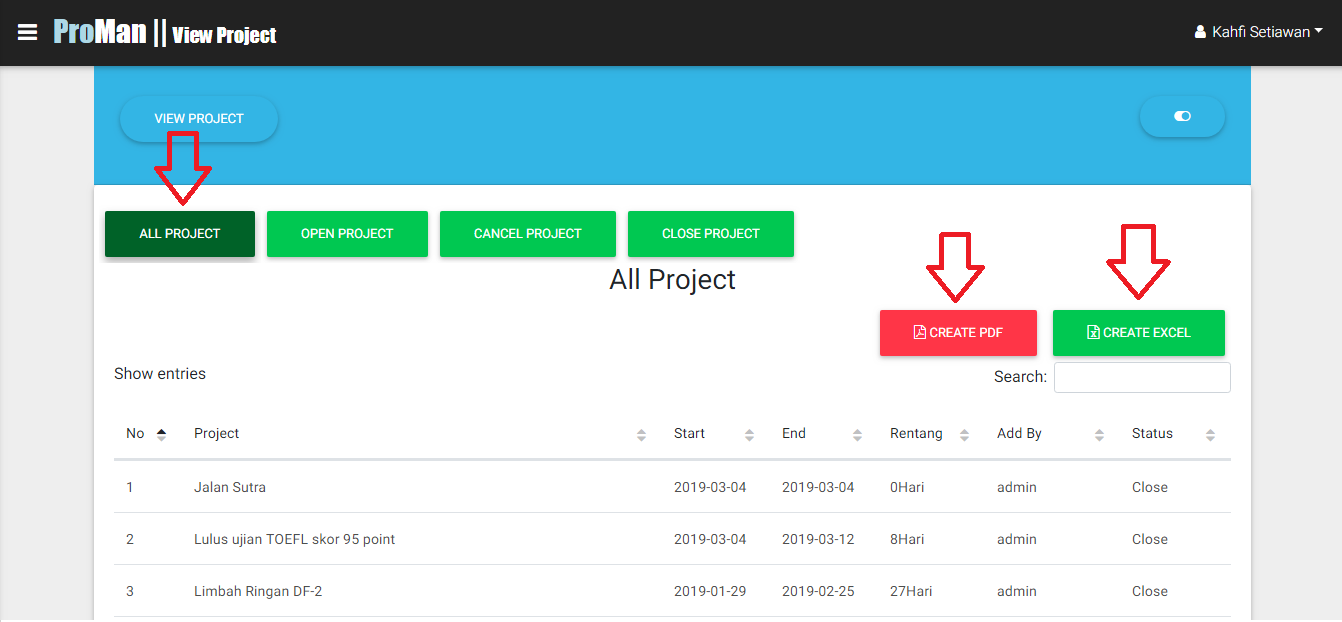 ProMan || View Project
Kahfi Setiawan
VIEW PROJECT
ALL PROJECT OPEN PROJECT CANCEL PROJECT CLOSE PROJECT
All Project
CREATE PDF CREATE EXCEL
Show entries Search:
No Project Start End Rentang Add By Status
1 Jalan Sutra 2019-03-04 2019-03-04 0Hari admin Close
2 Lulus ujian TOEFL skor 95 point 2019-03-04 2019-03-12 8Hari admin Close
3 Limbah Ringan DF-2 2019-01-29 2019-02-25 27Hari admin Close